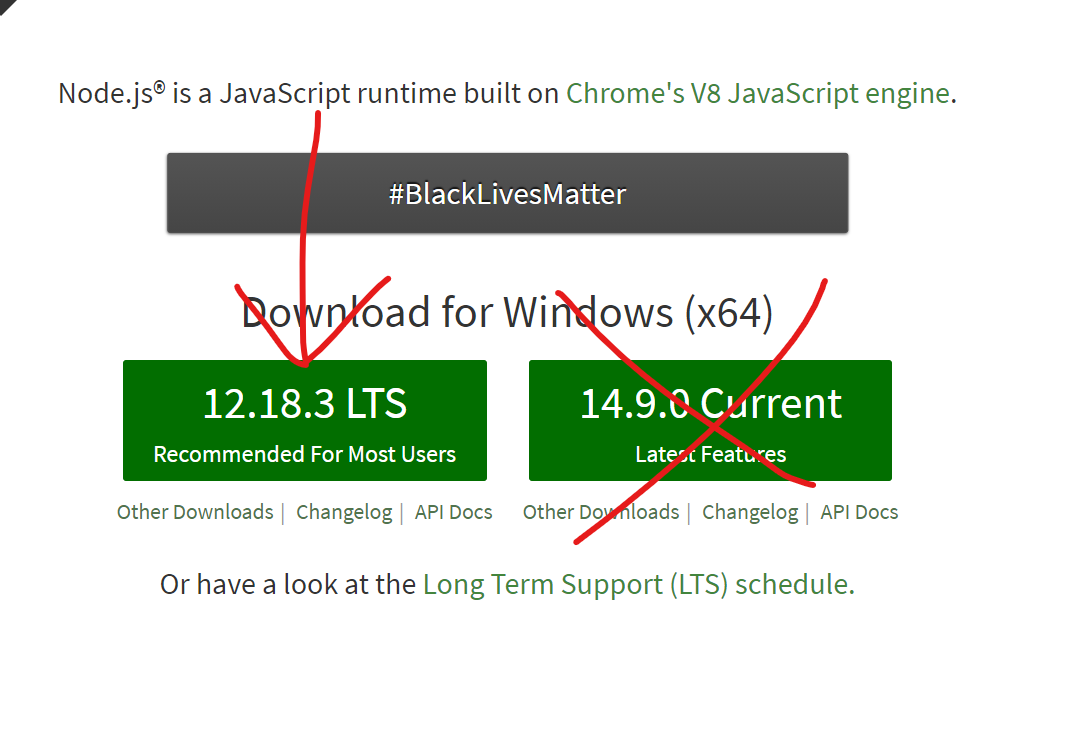 Node.js® is a JavaScript runtime built on Chrome's V8 JavaScript engine.
#BlackLivesMatter
Download for Windows (x64)
12.18.3 LTS
Recommended For Most Users
Other Downloads | Changelog | API Docs
14.9.0 Current
Latest Features
Other Downloads | Changelog | API Docs
Or have a look at the Long Term Support (LTS) schedule.